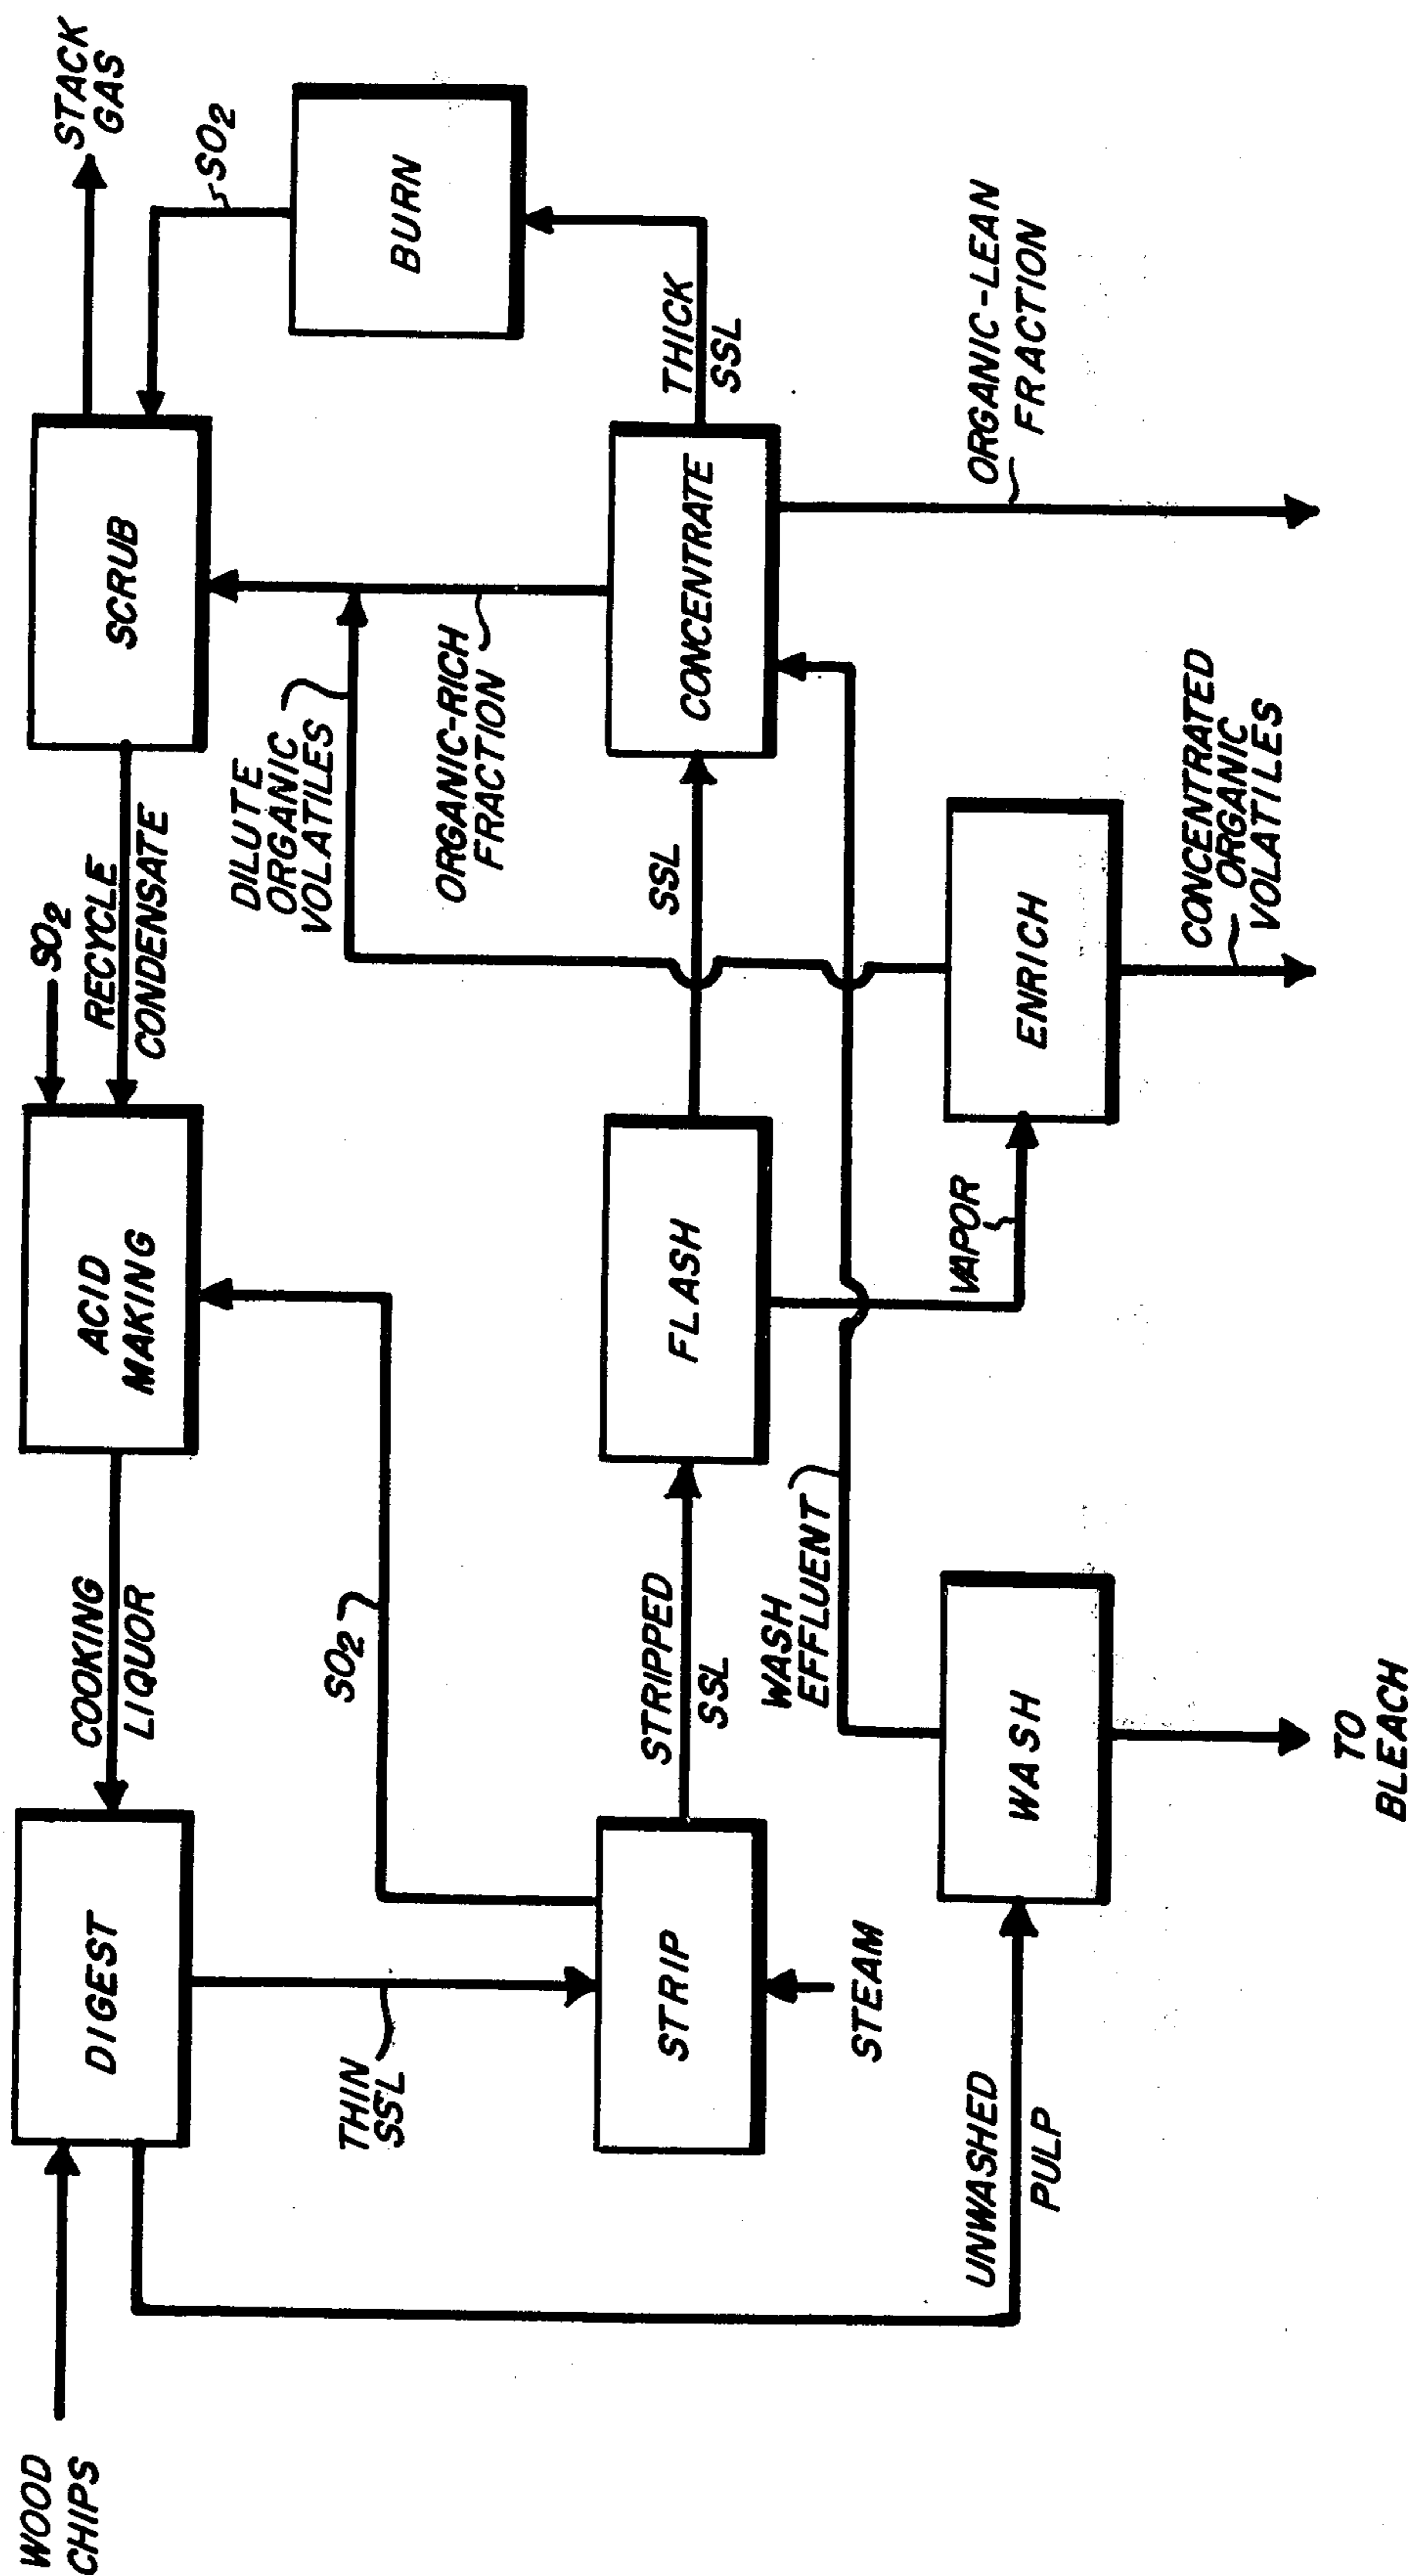 WOOD
CHIPS
DIGEST
COOKING
LIQUOR
ACID
MAKING
SO2
RECYCLE
CONDENSATE
SCRUB
STACK
GAS
SO2
BURN
THIN
SSL
SO2
DILUTE
ORGANIC
VOLATILES
ORGANIC-RICH
FRACTION
STRIP
STEAM
STRIPPED
SSL
FLASH
SSL
CONCENTRATE
THICK
SSL
UNWASHED
PULP
WASH
WASH
EFFLUENT
TO
BLEACH
VAPOR
ENRICH
CONCENTRATED
ORGANIC
VOLATILES
ORGANIC-LEAN
FRACTION